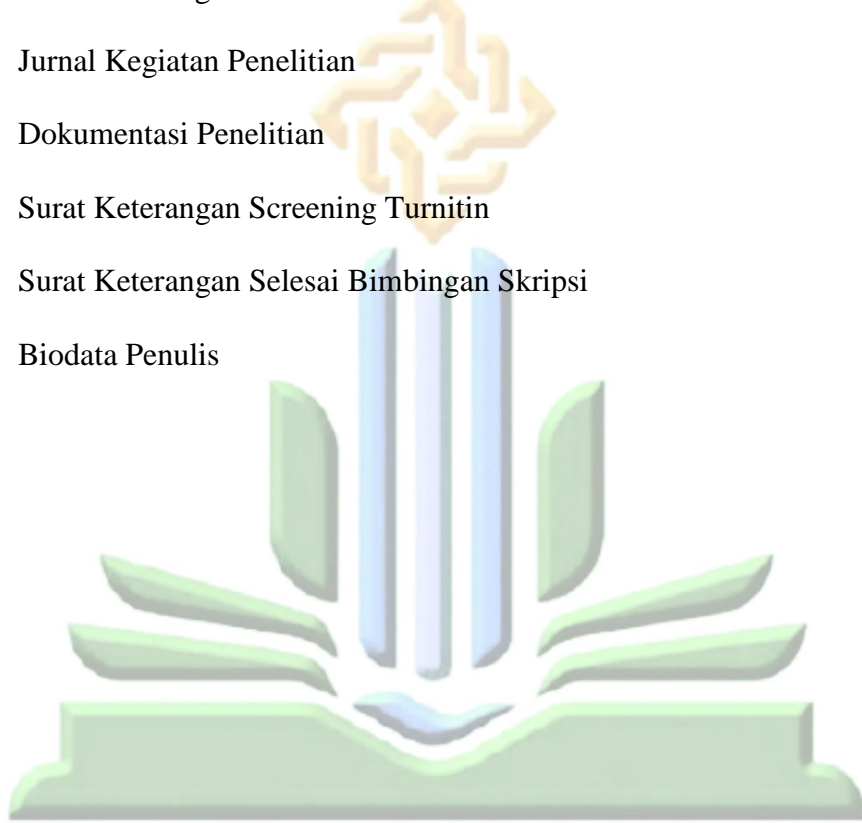 Jurnal Kegiatan Penelitian
Dokumentasi Penelitian
Surat Keterangan Screening Turnitin
Surat Keterangan Selesai Bimbingan Skripsi
Biodata Penulis